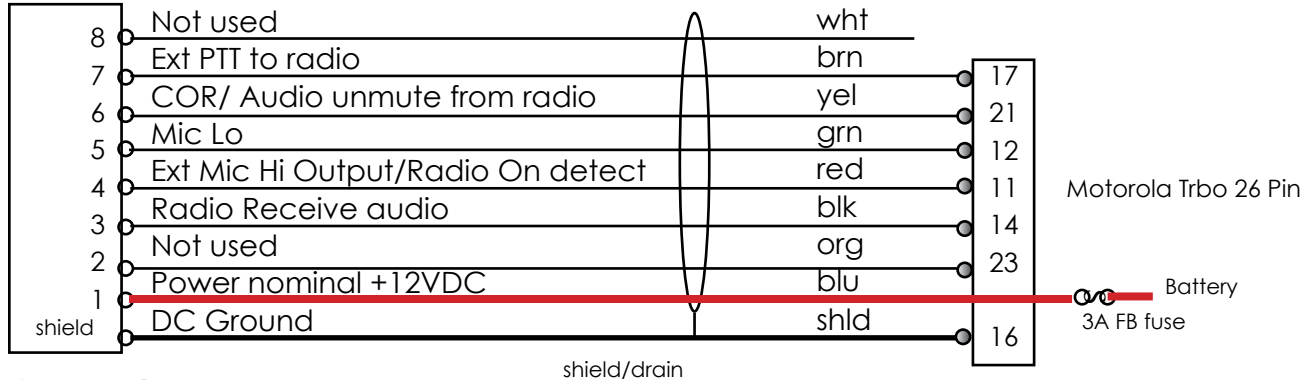 8 Not used wht
7 Ext PTT to radio brn 17
6 COR/ Audio unmute from radio yel 21
5 Mic Lo grn 12
4 Ext Mic Hi Output/Radio On detect red 11 Motorola Trbo 26 Pin
3 Radio Receive audio blk 14
2 Not used org 23
1 Power nominal +12VDC blu Battery
3A FB fuse
shield DC Ground shld 16
shield/drain